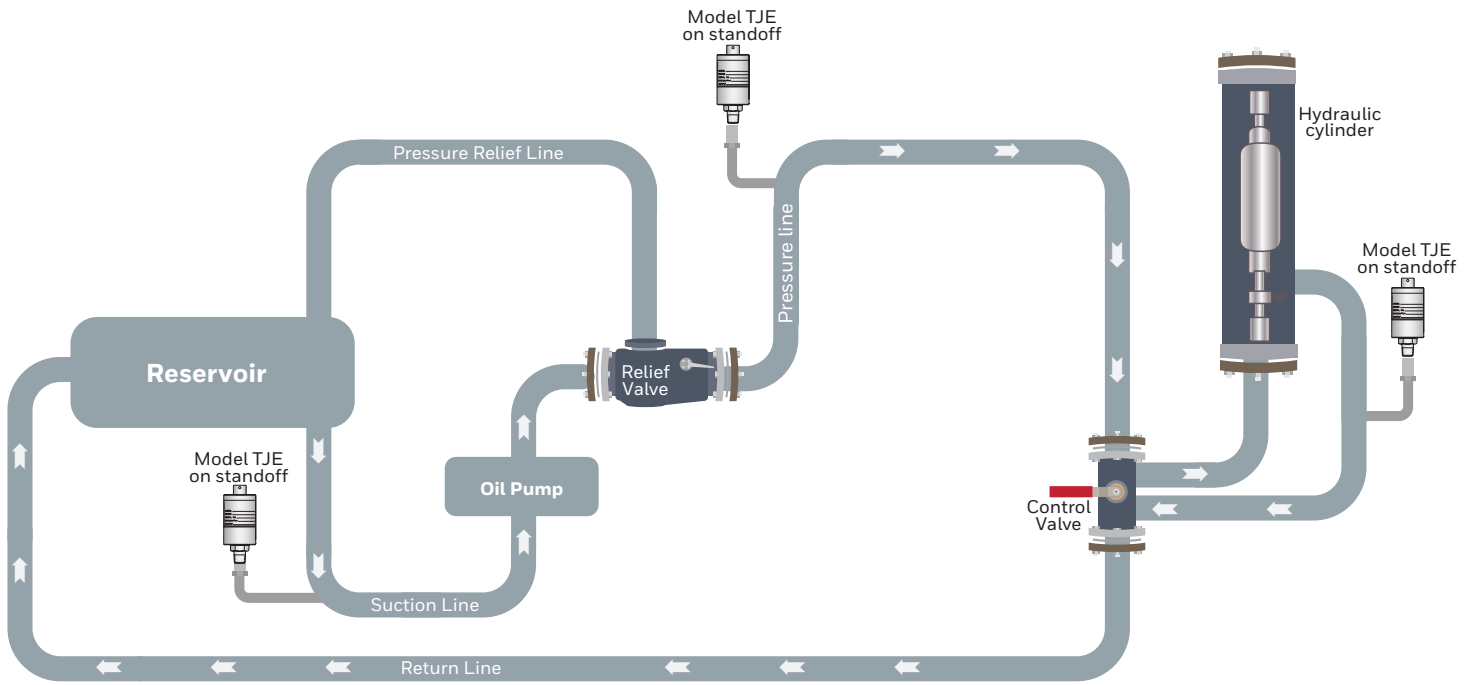 Model TJE
on standoff
Pressure Relief Line
Hydraulic
cylinder
Pressure line
Model TJE
on standoff
Relief
Valve
Reservoir
Model TJE
on standoff
Oil Pump
Control
Valve
Suction Line
Return Line